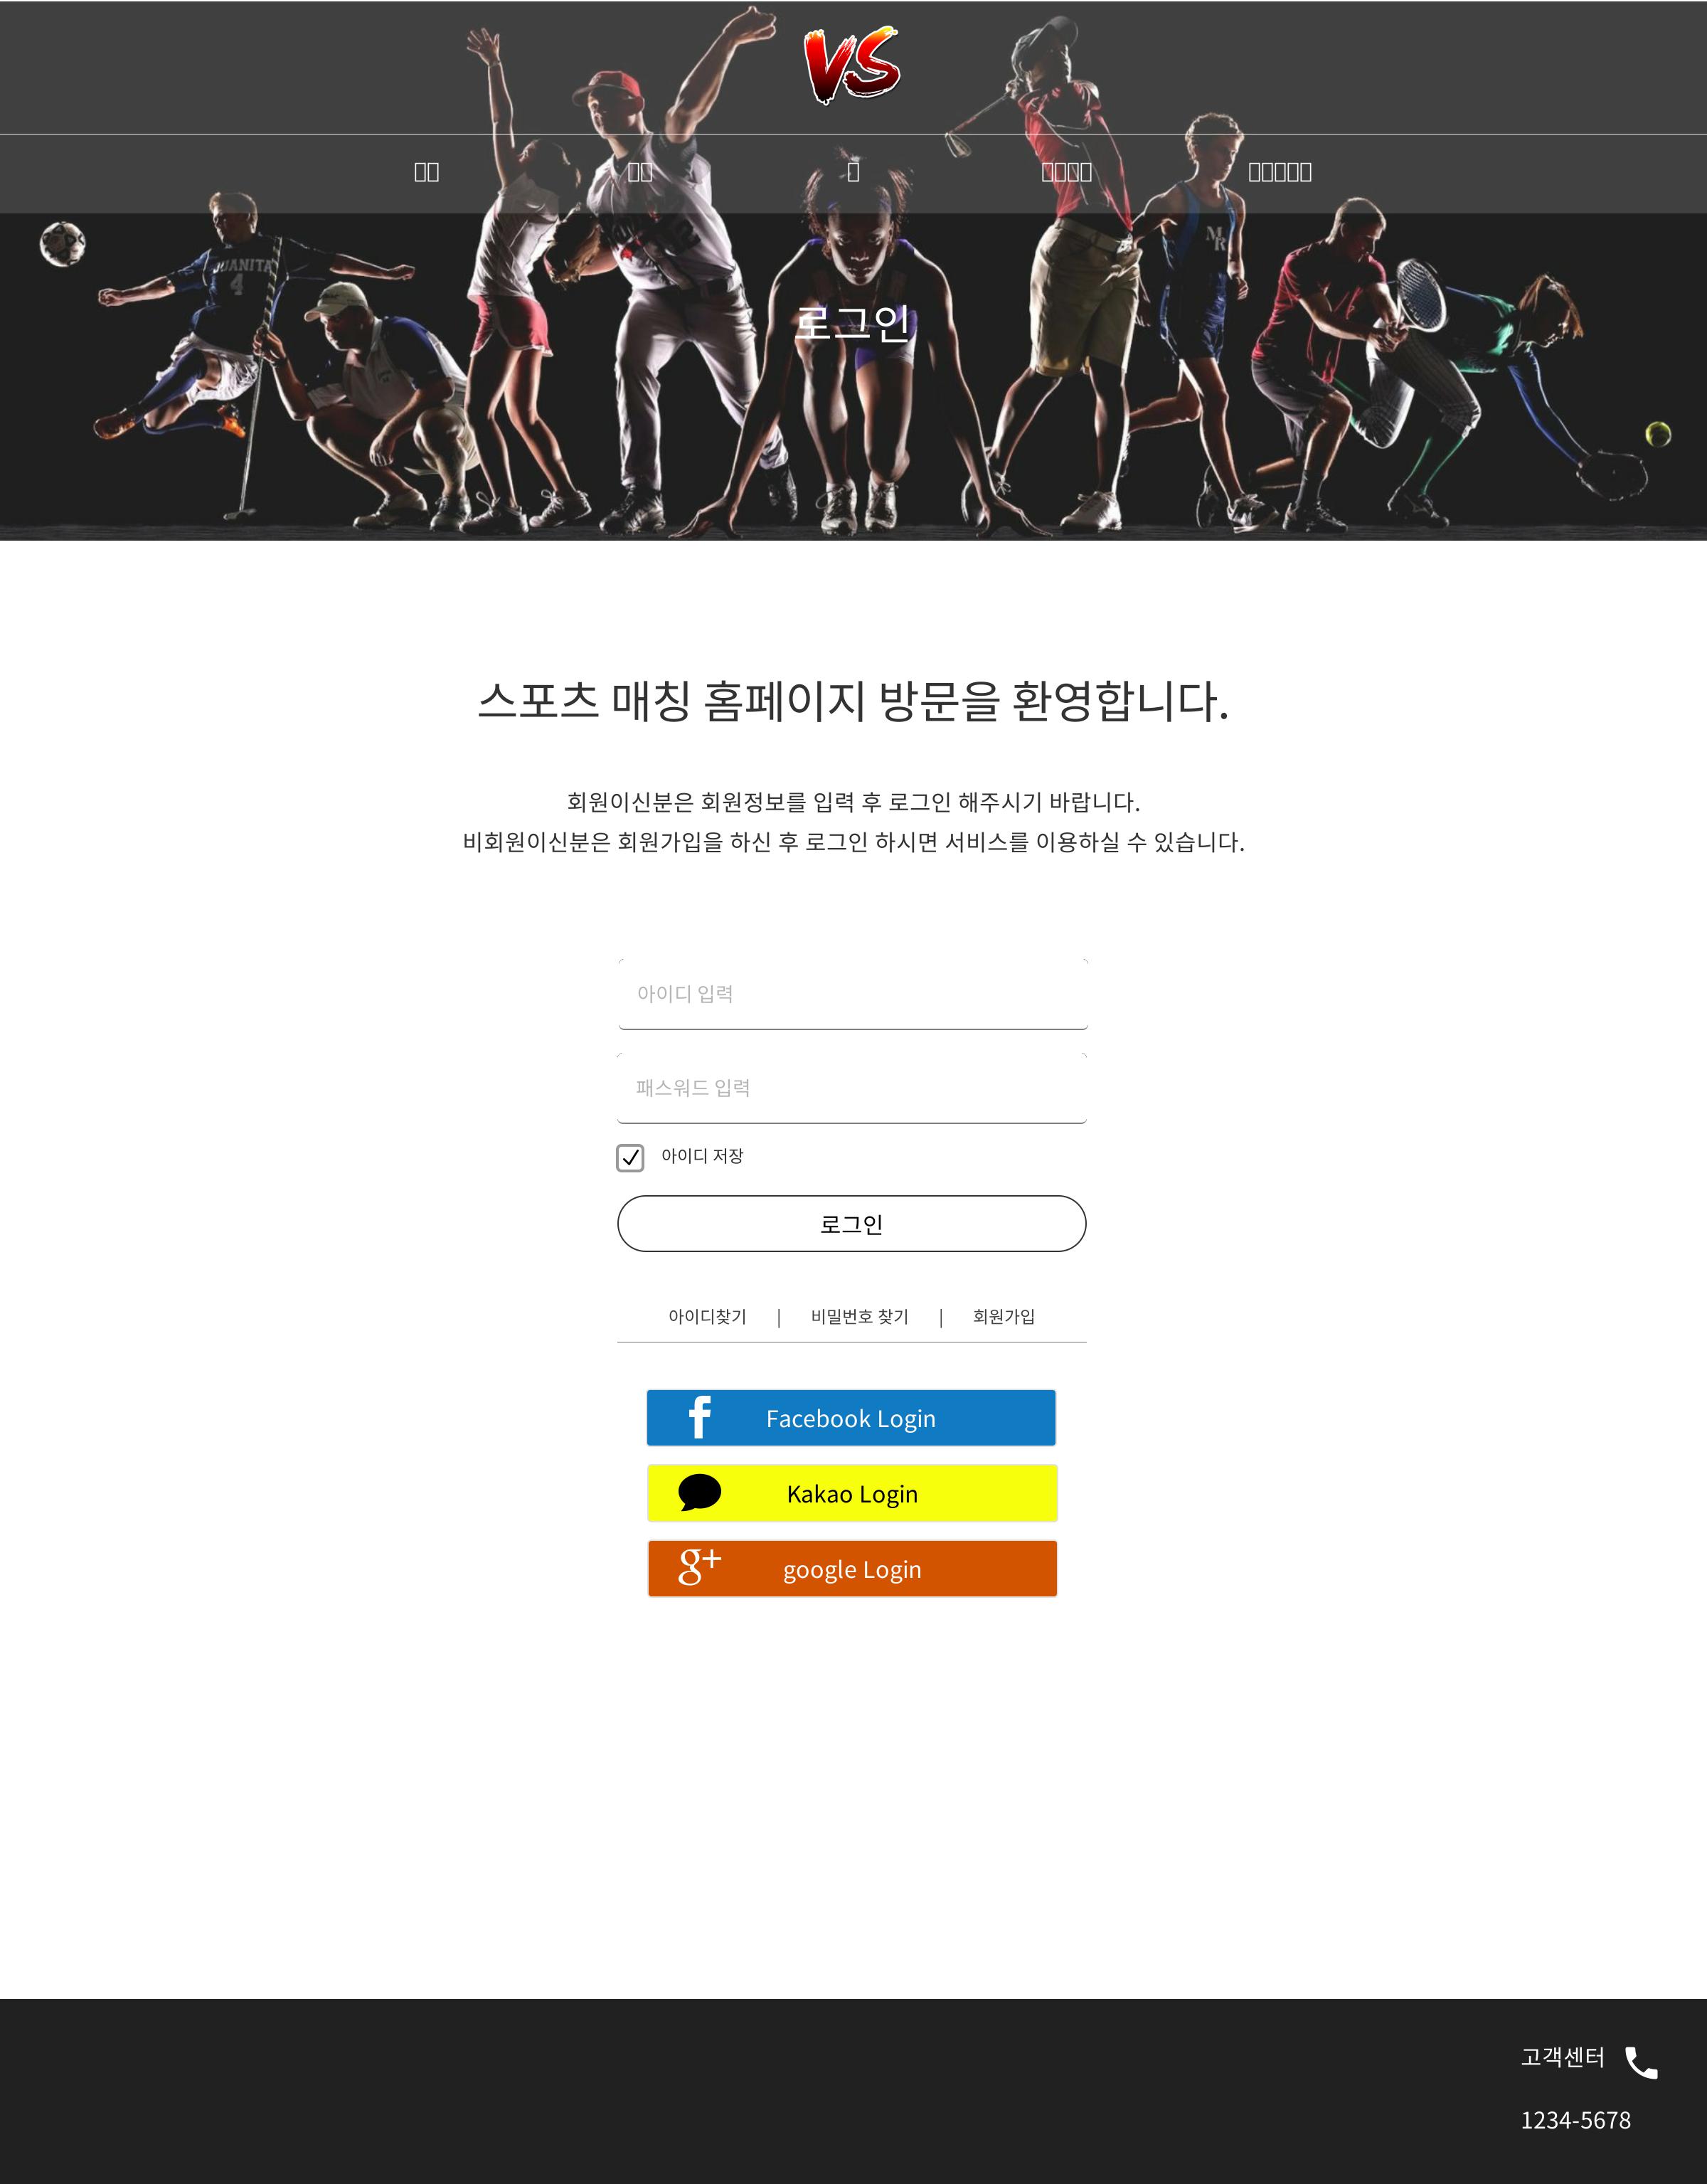 VS
로그인
JUANITA
4
스포츠 매칭 홈페이지 방문을 환영합니다.
회원이신분은 회원정보를 입력 후 로그인 해주시기 바랍니다.
비회원이신분은 회원가입을 하신 후 로그인 하시면 서비스를 이용하실 수 있습니다.
아이디 입력
패스워드 입력
아이디 저장
로그인
아이디찾기 | 비밀번호 찾기 | 회원가입
f Facebook Login
Kakao Login
g+ google Login
고객센터
1234-5678